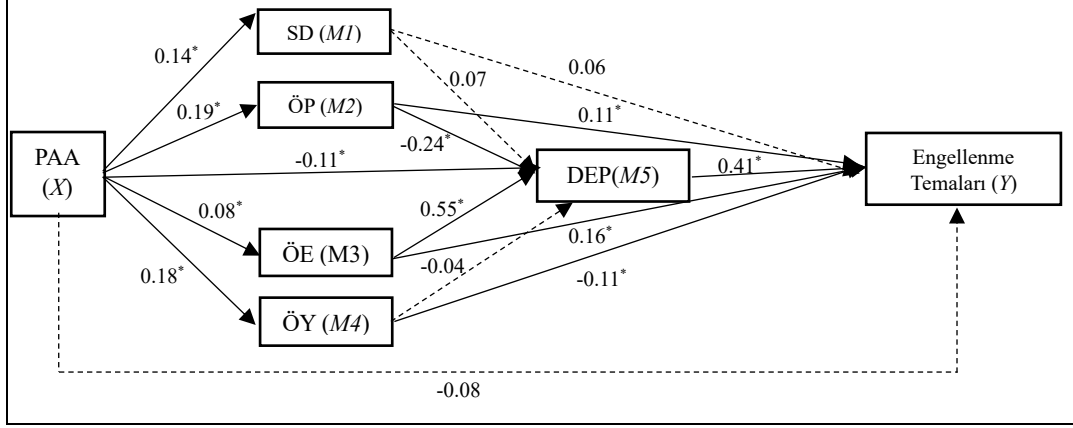 SD (M1)
0.14*
0.07
0.06
ÖP (M2)
0.19*
0.11*
-0.24*
PAA
(X)
-0.11*
DEP(M5)
0.41*
Engellenme
Temaları (Y)
0.08*
0.55*
ÖE (M3)
0.16*
-0.04
0.18*
-0.11*
ÖY (M4)
-0.08